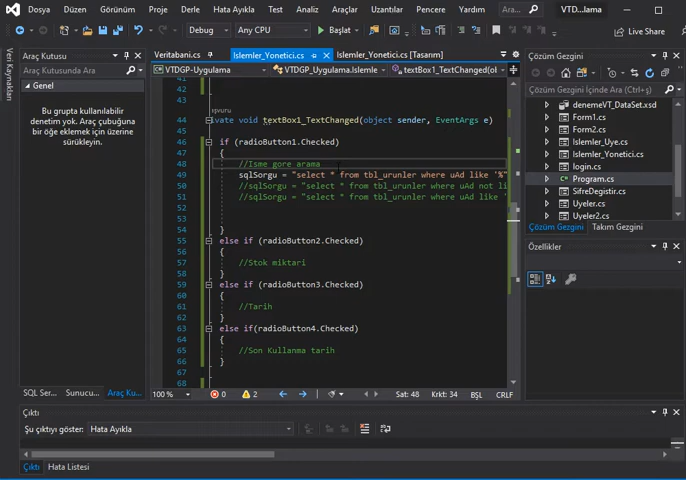 Dosya Düzen Derle Hata Ayıkla Test Analiz Araçlar Uzantılar Pencere Yardım Ara VTD...lama
Debug Any CPU Başlat Live Share
Veri Kaynakları
Araç Kutusu
Araç Kutusunda Ara
Genel
Bu grupta kullanılabilir
denetim yok. Araç çubuğuna
bir öğe eklemek için üzerine
sürükleyin.
SQL Ser... Sunucu... Araç Ku...
Veritabani.cs Islemler_Yonetici.cs Islemler_Yonetici.cs [Tasarım]
VTDGP-Uygulama VTDGP_Uygulama.Islemle textBox1_TextChanged(ol
41
42
43
şvuru
44 ivate void textBox1_TextChanged(object sender, EventArgs e)
45
46 if (radioButton1.Checked)
47 {
48 //Isme gore arama
49 sqlSorgu = "select * from tbl_urunler where uAd like '%"
50 //sqlSorgu = "select * from tbl_urunler where uAd not li
51 //sqlSorgu = "select * from tbl_urunler where uAd like '
52
53
54 }
55 else if (radioButton2.Checked)
56 {
57 //Stok miktari
58 }
59 else if (radioButton3.Checked)
60 {
61 //Tarih
62 }
63 else if(radioButton4.Checked)
64 {
65 //Son Kullanma tarih
66 }
67
68
100 % 0 2 Sat: 48 Krkt: 34 BŞL CRLF
Çözüm Gezgini
Çözüm Gezgini İçinde Ara (Ctrl+
denemeVT_DataSet.xsd
Form1.cs
Form2.cs
Islemler_Uye.cs
Islemler_Yonetici.cs
login.cs
Program.cs
SifreDegistir.cs
Uyeler.cs
Uyeler2.cs
Çözüm Gezgini Takım Gezgini
Özellikler
Çıktı
Şu çıktıyı göster: Hata Ayıkla
Çıktı Hata Listesi